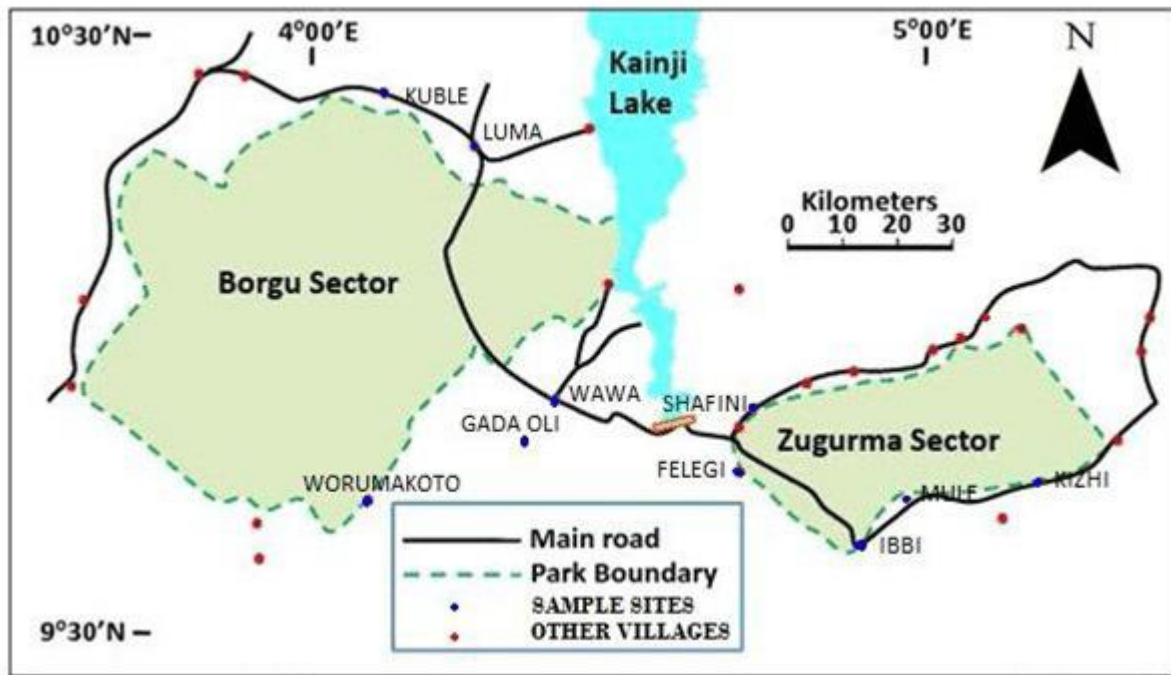 10°30'N
4°00'E
5°00'E
N
Kainji
Lake
KUBLE
LUMA
Kilometers
0 10 20 30
Borgu Sector
WAWA
SHAFINI
GADA OLI
Zugurma Sector
FELEGI
WORUMAKOTO
KIZHI
IBBI
Main road
Park Boundary
SAMPLE SITES
OTHER VILLAGES
9°30'N